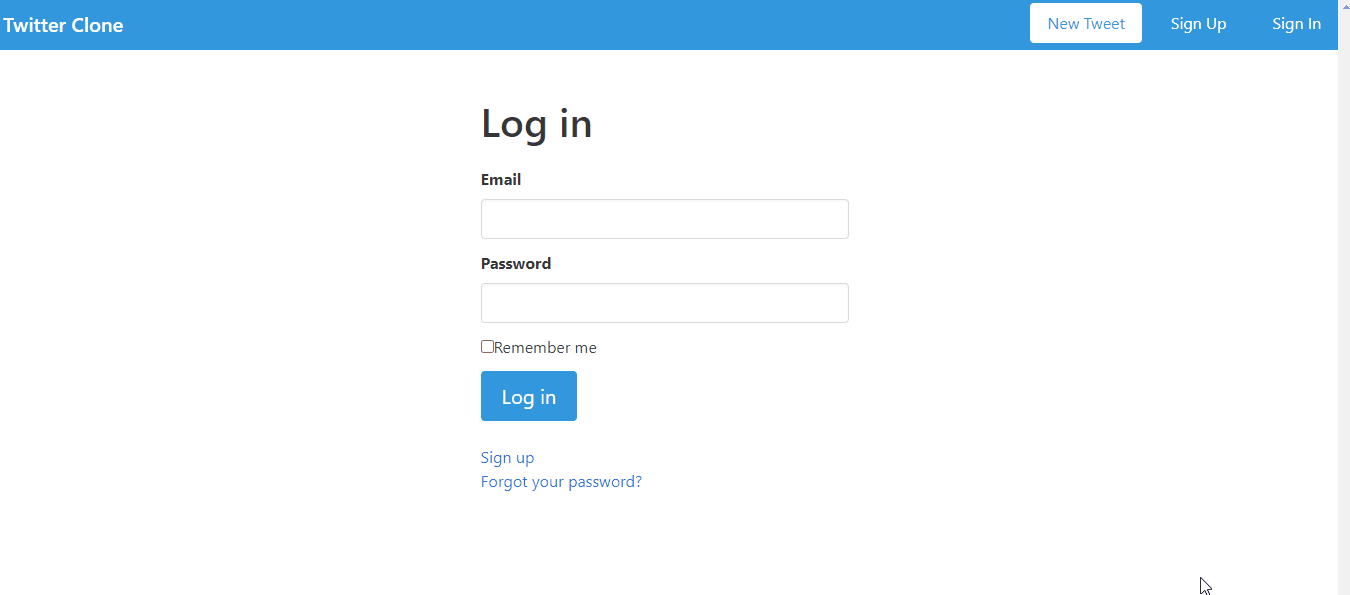 Twitter Clone New Tweet Sign Up Sign In
Log in
Email
Password
Remember me
Log in
Sign up
Forgot your password?